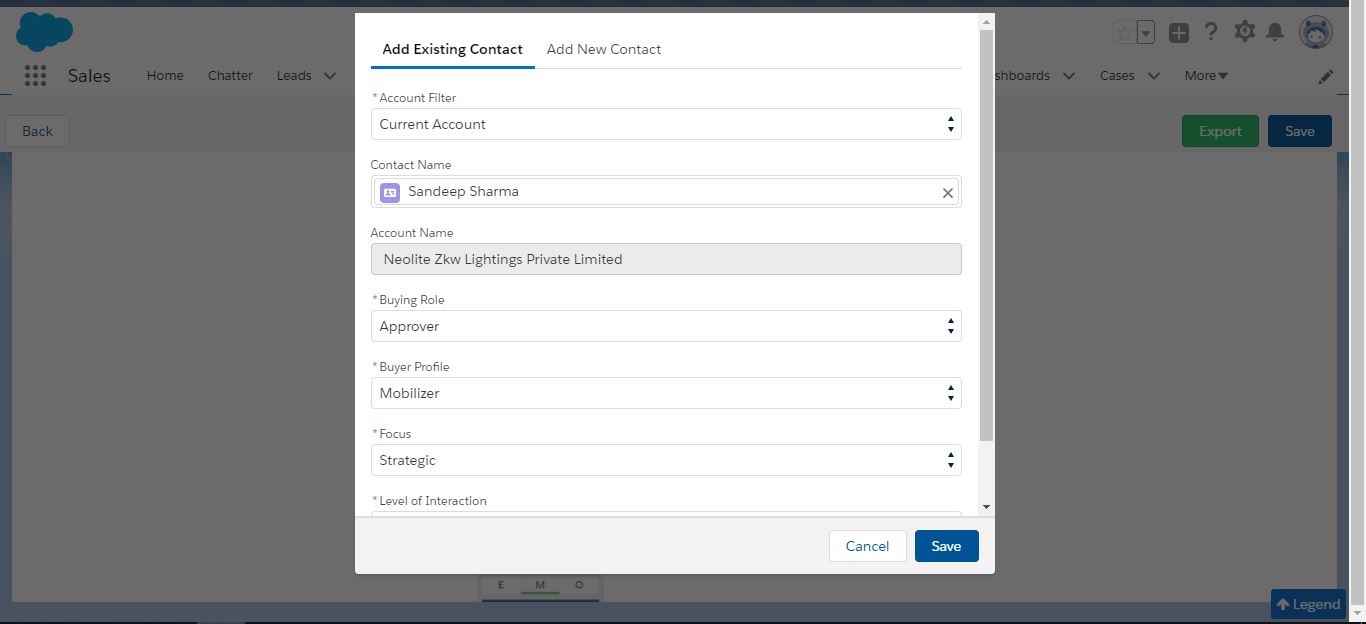 Add Existing Contact Add New Contact
Sales Home Chatter Leads shboards Cases More
Back Export Save
*Account Filter
Current Account
Contact Name
Sandeep Sharma
Account Name
Neolite Zkw Lightings Private Limited
*Buying Role
Approver
*Buyer Profile
Mobilizer
*Focus
Strategic
*Level of Interaction
Cancel Save
E M O
Legend